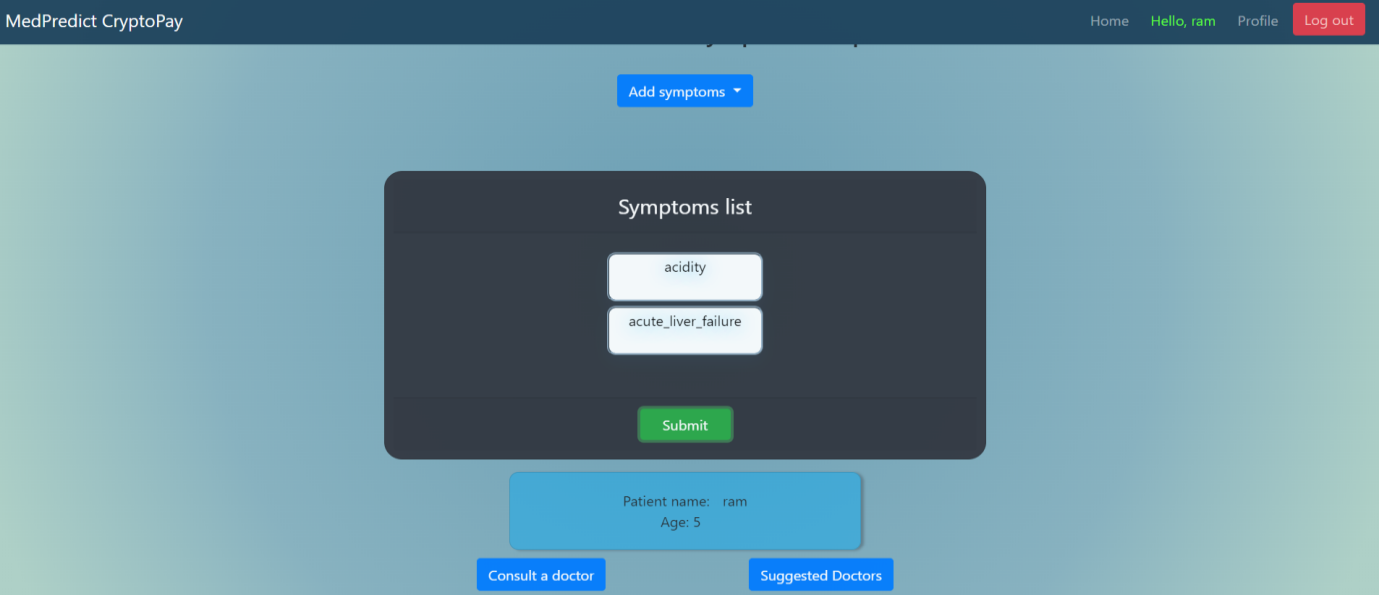 MedPredict CryptoPay Home Hello, ram Profile Log out
Add symptoms
Symptoms list
acidity
acute_liver_failure
Submit
Patient name: ram
Age: 5
Consult a doctor Suggested Doctors